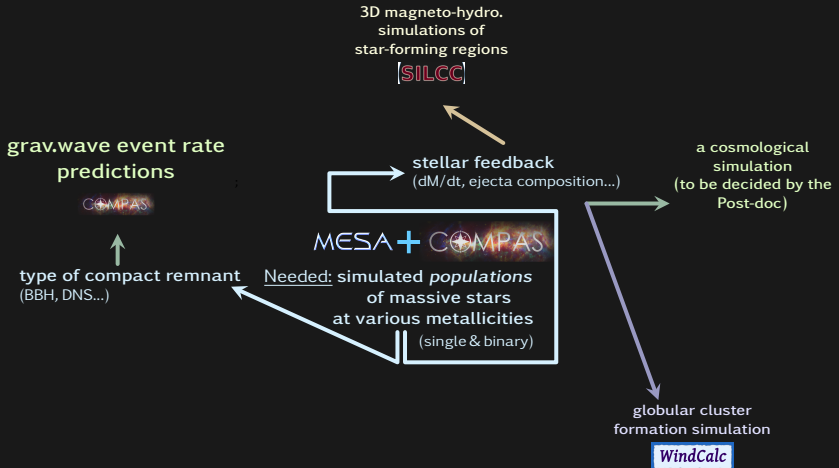 3D magneto-hydro.
simulations of
star-forming regions
[SILCC]
grav.wave event rate
predictions
COMPAS
type of compact remnant
(BBH, DNS...)
stellar feedback
(dM/dt, ejecta composition...)
MESA + COMPAS
Needed: simulated populations
of massive stars
at various metallicities
(single & binary)
a cosmological
simulation
(to be decided by the
Post-doc)
globular cluster
formation simulation
WindCalc